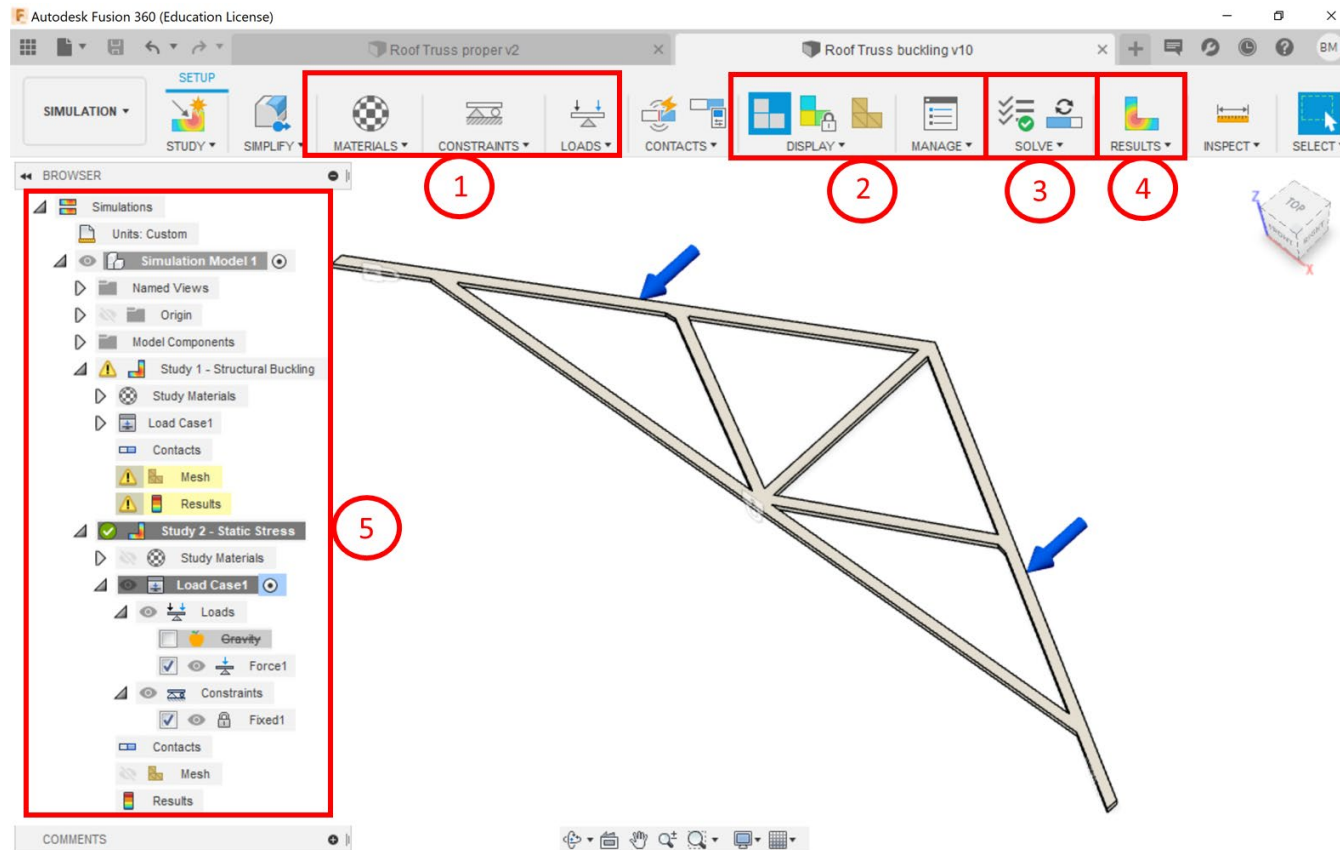 Autodesk Fusion 360 (Education License)
Roof Truss proper v2
Roof Truss buckling v10
BM
SIMULATION
SETUP
STUDY
SIMPLIFY
MATERIALS
CONSTRAINTS
LOADS
CONTACTS
DISPLAY
MANAGE
SOLVE
RESULTS
INSPECT
SELECT
1
2
3
4
BROWSER
Simulations
Units: Custom
Simulation Model 1
Named Views
Origin
Model Components
Study 1 - Structural Buckling
Study Materials
Load Case1
Contacts
Mesh
Results
Study 2 - Static Stress
Study Materials
Load Case1
Loads
Gravity
Force1
Constraints
Fixed1
Contacts
Mesh
Results
5
Z
TOP
FRONT
RIGHT
X
COMMENTS